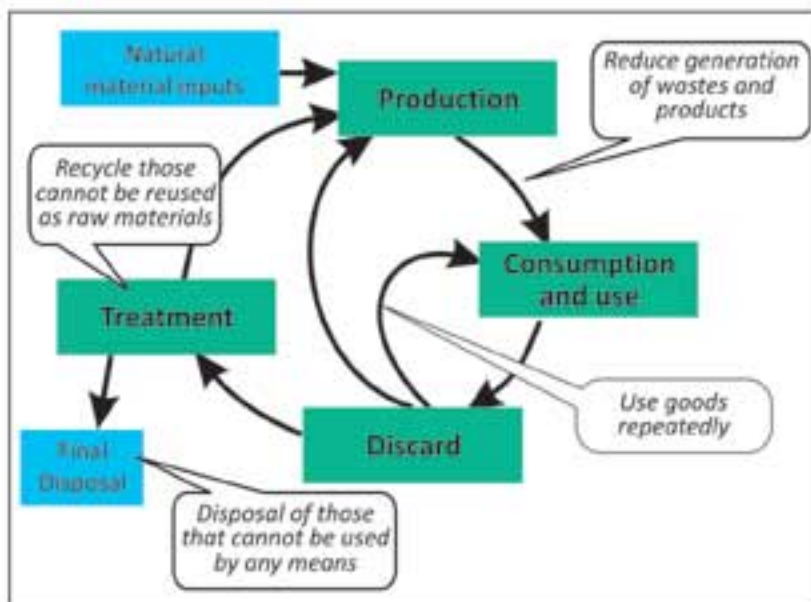 Natural
material inputs
Production
Reduce generation
of wastes and
products
Recycle those
cannot be reused
as raw materials
Consumption
and use
Treatment
Use goods
repeatedly
Discard
Final
Disposal
Disposal of those
that cannot be used
by any means